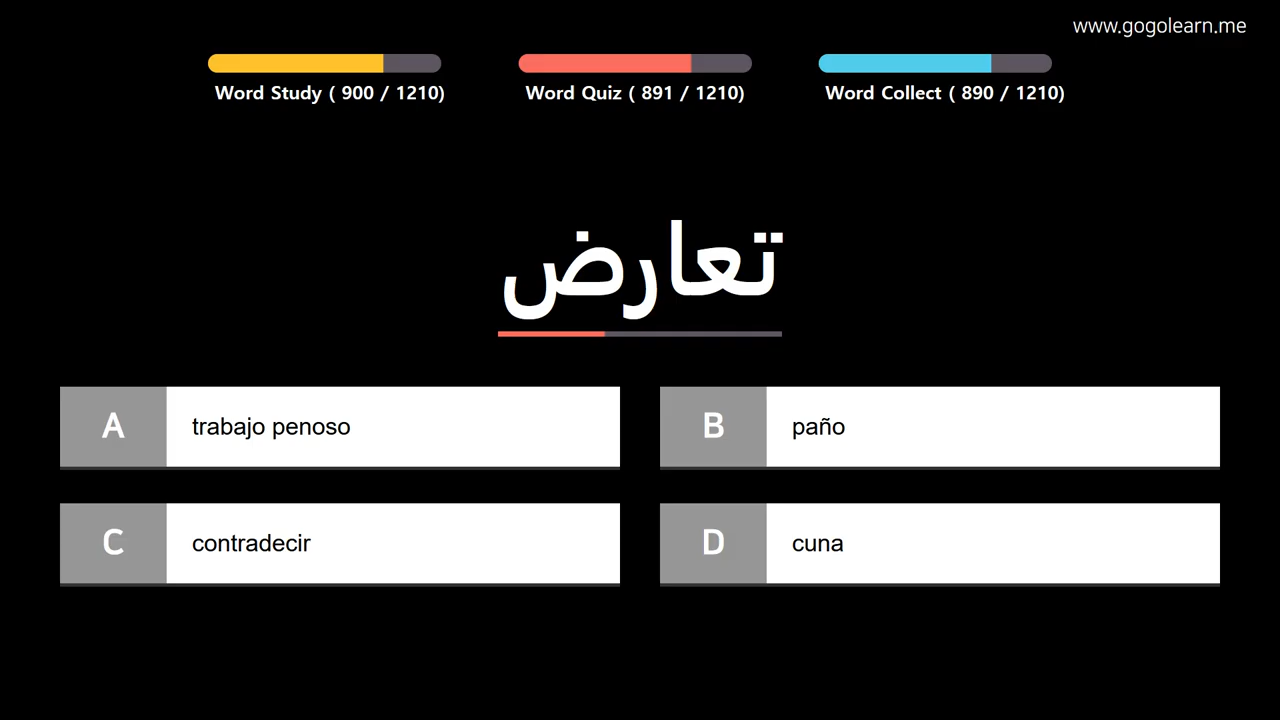 www.gogolearn.me
Word Study ( 900 / 1210)
Word Quiz ( 891 / 1210)
Word Collect ( 890 / 1210)
تعارض
A trabajo penoso
B paño
C contradecir
D cuna